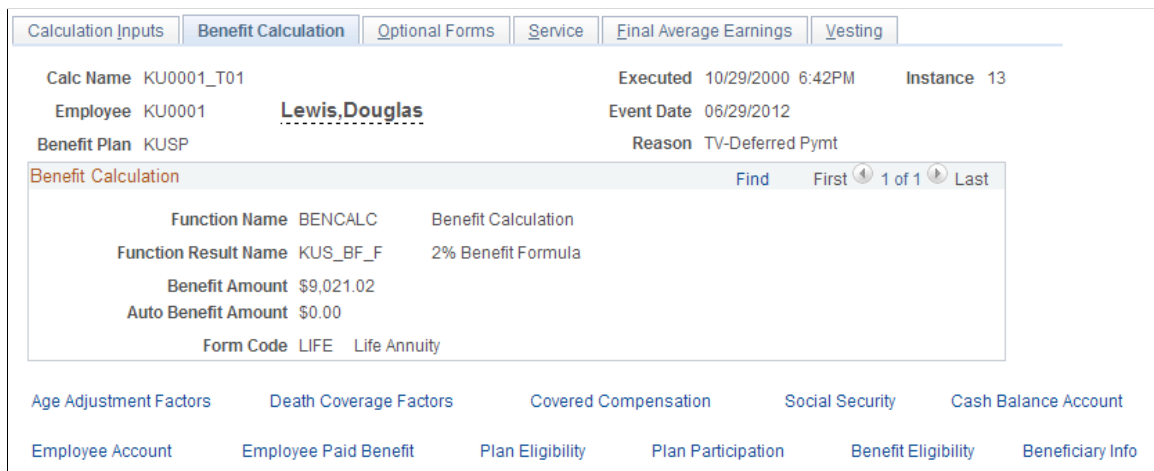 Calculation Inputs Benefit Calculation Optional Forms Service Final Average Earnings Vesting
Calc Name KU0001_T01 Executed 10/29/2000 6:42PM Instance 13
Employee KU0001 Lewis,Douglas Event Date 06/29/2012
Benefit Plan KUSP Reason TV-Deferred Pymt
Benefit Calculation Find First 1 of 1 Last
Function Name BENCALC Benefit Calculation
Function Result Name KUS_BF_F 2% Benefit Formula
Benefit Amount $9,021.02
Auto Benefit Amount $0.00
Form Code LIFE Life Annuity
Age Adjustment Factors Death Coverage Factors Covered Compensation Social Security Cash Balance Account
Employee Account Employee Paid Benefit Plan Eligibility Plan Participation Benefit Eligibility Beneficiary Info